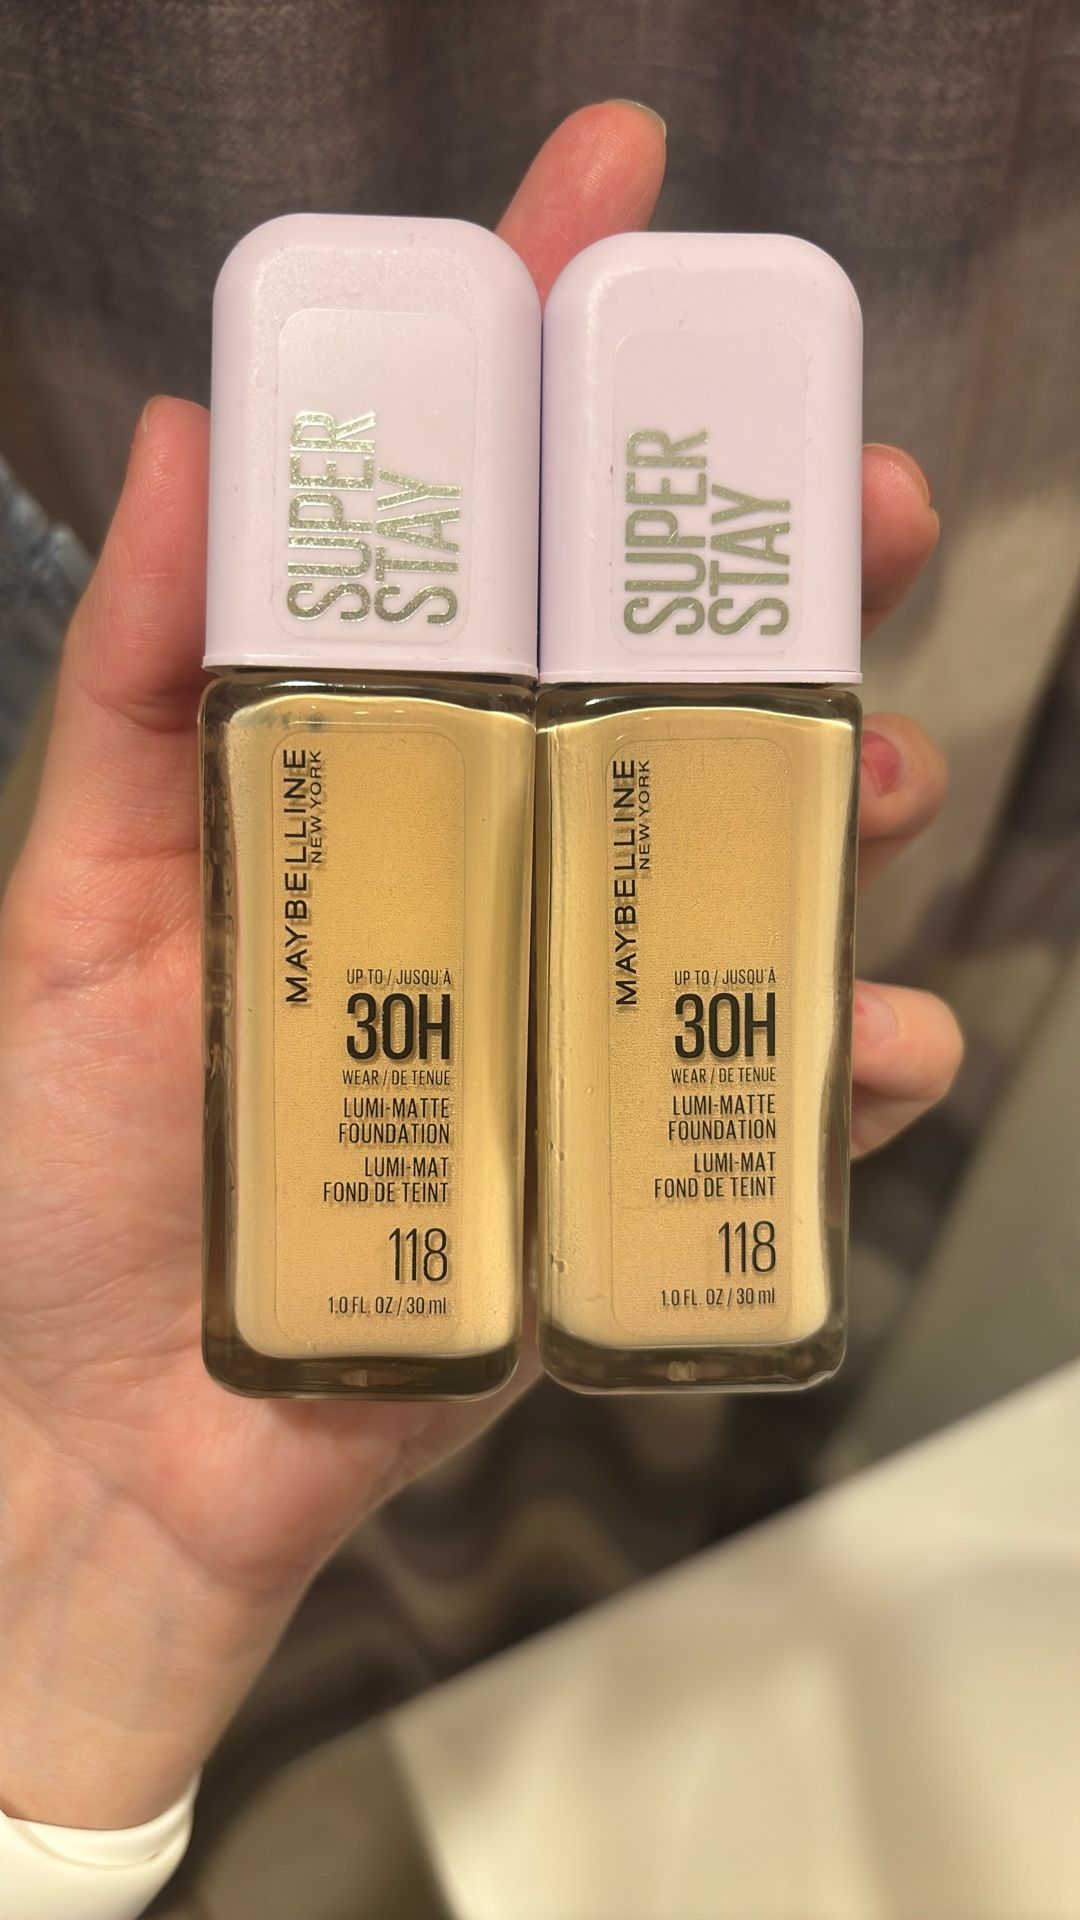 SUPER
STAY
MAYBELLINE
NEW YORK
UP TO / JUSQU'À
30H
WEAR / DE TENUE
LUMI-MATTE
FOUNDATION
LUMI-MAT
FOND DE TEINT
118
1.0 FL. OZ / 30 ml
SUPER
STAY
MAYBELLINE
NEW YORK
UP TO / JUSQU'À
30H
WEAR / DE TENUE
LUMI-MATTE
FOUNDATION
LUMI-MAT
FOND DE TEINT
118
1.0 FL. OZ / 30 ml